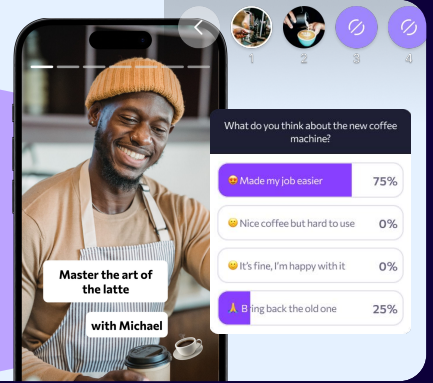 1 2 3 4
What do you think about the new coffee
machine?
Made my job easier 75%
Nice coffee but hard to use 0%
It's fine, I'm happy with it 0%
Bring back the old one 25%
Master the art of
the latte
with Michael